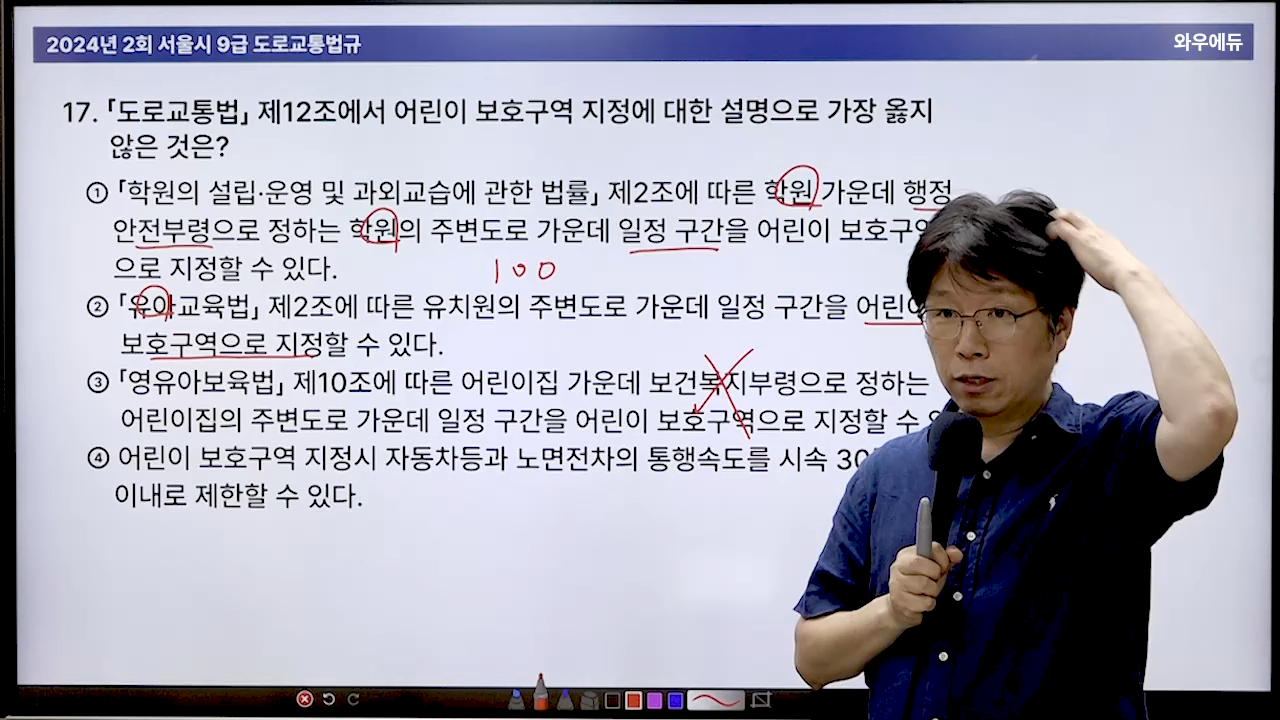 2024년 2회 서울시 9급 도로교통법규
와우에듀
17. 「도로교통법」 제12조에서 어린이 보호구역 지정에 대한 설명으로 가장 옳지
않은 것은?
① 「학원의 설립·운영 및 과외교습에 관한 법률」 제2조에 따른 학원 가운데 행정
안전부령으로 정하는 학원의 주변도로 가운데 일정 구간을 어린이
으로 지정할 수 있다.
100
② 「유아교육법」 제2조에 따른 유치원의 주변도로 가운데 일정 구간을
보호구역으로 지정할 수 있다.
③ 「영유아보육법」 제10조에 따른 어린이집 가운데 보건복지부령으로 정하는
어린이집의 주변도로 가운데 일정 구간을 어린이 보호구역으로 지정할 수
④ 어린이 보호구역 지정시 자동차등과 노면전차의 통행속도를 시속
이내로 제한할 수 있다.